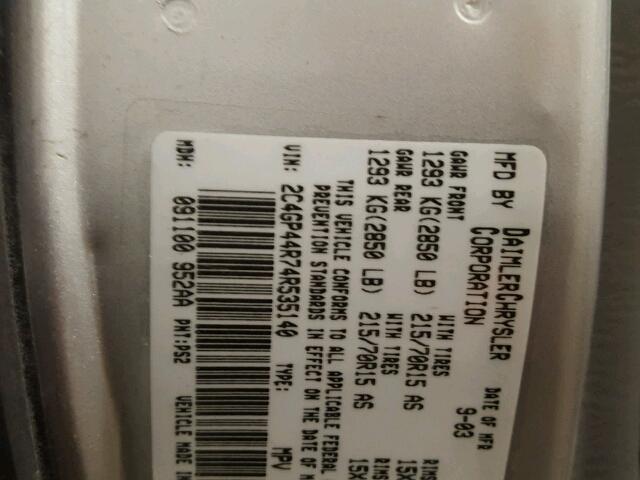 MFD BY DAIMLERCHRYSLER CORPORATION
DATE OF MFR 9-03
GAWR FRONT
1293 KG(2850 LB) WITH TIRES 215/70R15 AS RIMS 15X
GAWR REAR
1293 KG(2850 LB) WITH TIRES 215/70R15 AS RIMS 15X
THIS VEHICLE CONFORMS TO ALL APPLICABLE FEDERAL
PREVENTION STANDARDS IN EFFECT ON THE DATE OF M
VIN: 2C4GP44R74R535140 TYPE: MPV
MDH: 091100 952AA PNT:PS2 VEHICLE MADE IN